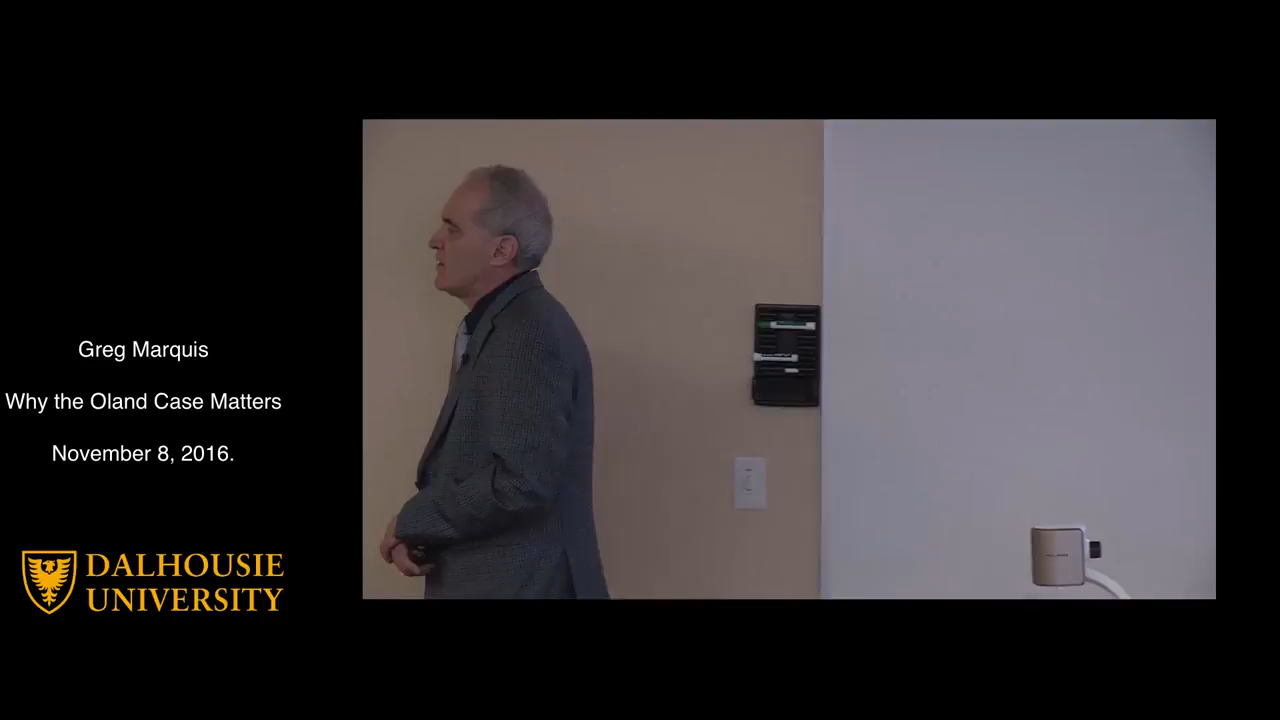 Greg Marquis
Why the Oland Case Matters
November 8, 2016.
DALHOUSIE
UNIVERSITY